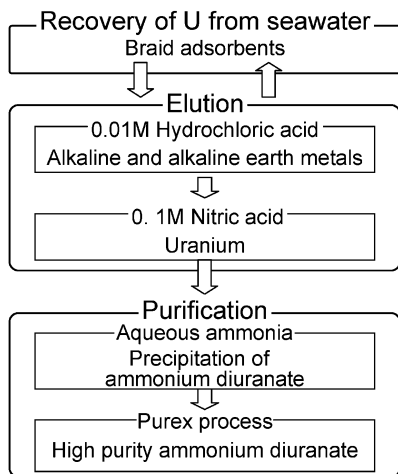 Recovery of U from seawater
Braid adsorbents
Elution
0.01M Hydrochloric acid
Alkaline and alkaline earth metals
0. 1M Nitric acid
Uranium
Purification
Aqueous ammonia
Precipitation of
ammonium diuranate
Purex process
High purity ammonium diuranate